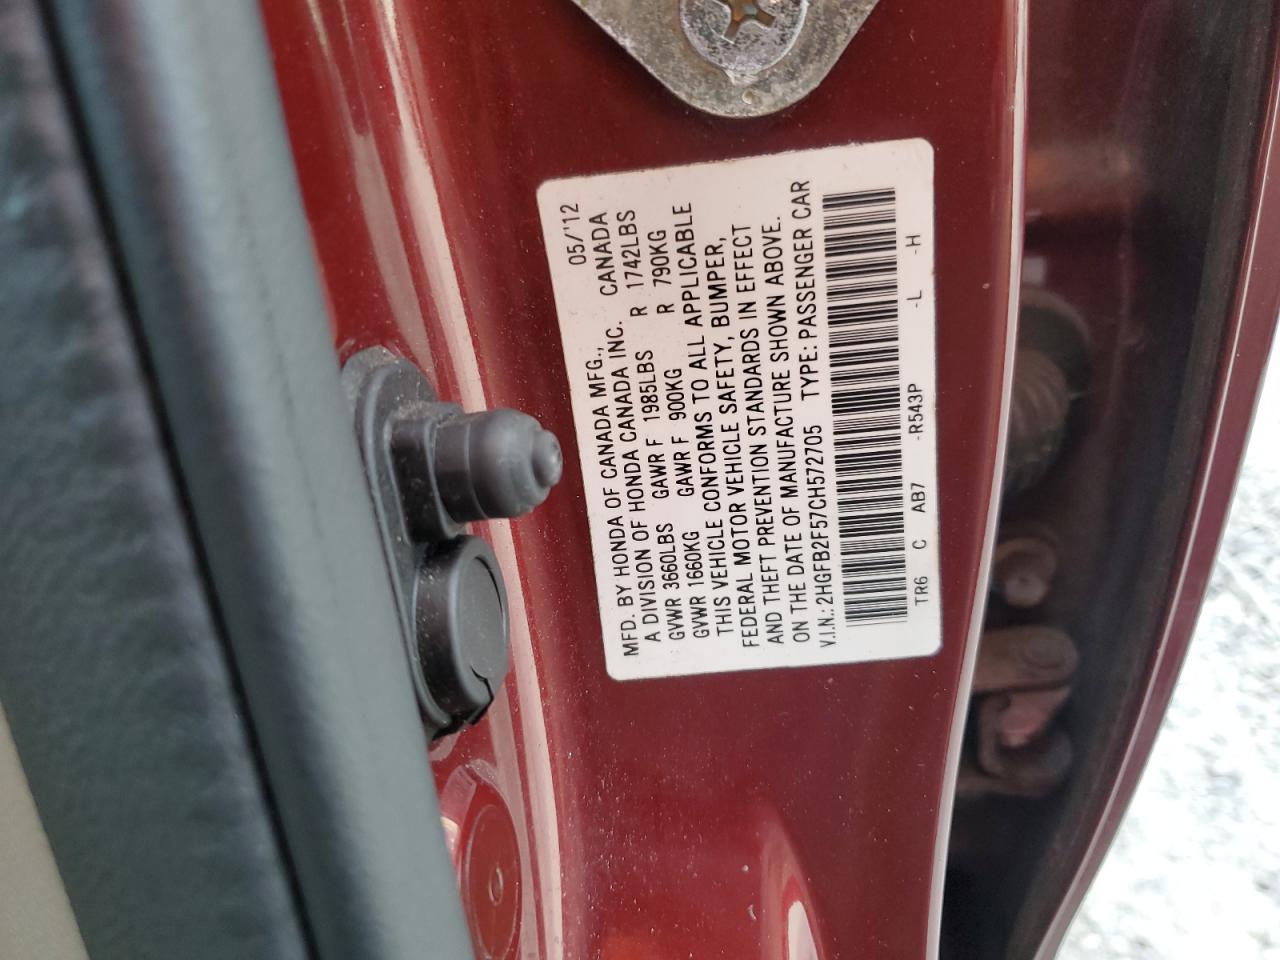 MFD. BY HONDA OF CANADA MFG., 05/'12
A DIVISION OF HONDA CANADA INC. CANADA
GVWR 3660LBS GAWR F 1985LBS R 1742LBS
GVWR 1660KG GAWR F 900KG R 790KG
THIS VEHICLE CONFORMS TO ALL APPLICABLE
FEDERAL MOTOR VEHICLE SAFETY, BUMPER,
AND THEFT PREVENTION STANDARDS IN EFFECT
ON THE DATE OF MANUFACTURE SHOWN ABOVE.
V.I.N.: 2HGFB2F57CH572705 TYPE: PASSENGER CAR
TR6 C AB7 -R543P -L -H